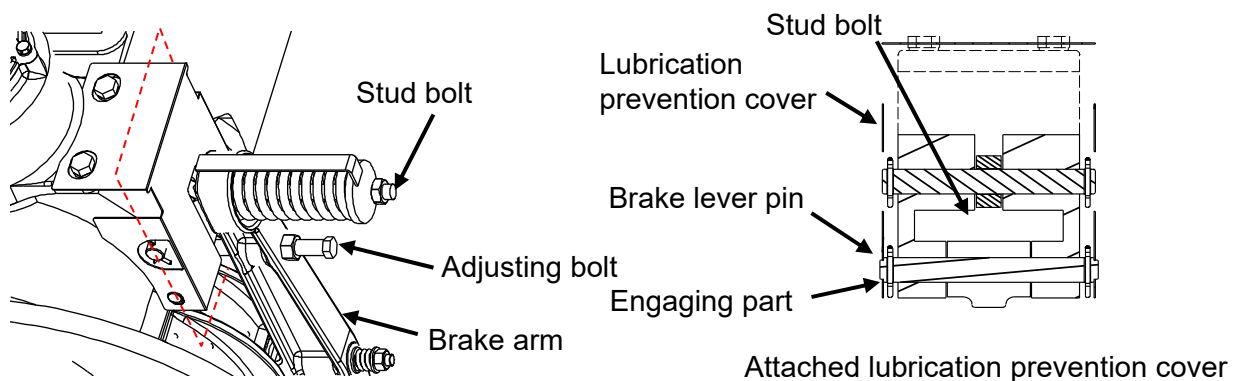 Stud bolt
Adjusting bolt
Brake arm
Stud bolt
Lubrication
prevention cover
Brake lever pin
Engaging part
Attached lubrication prevention cover